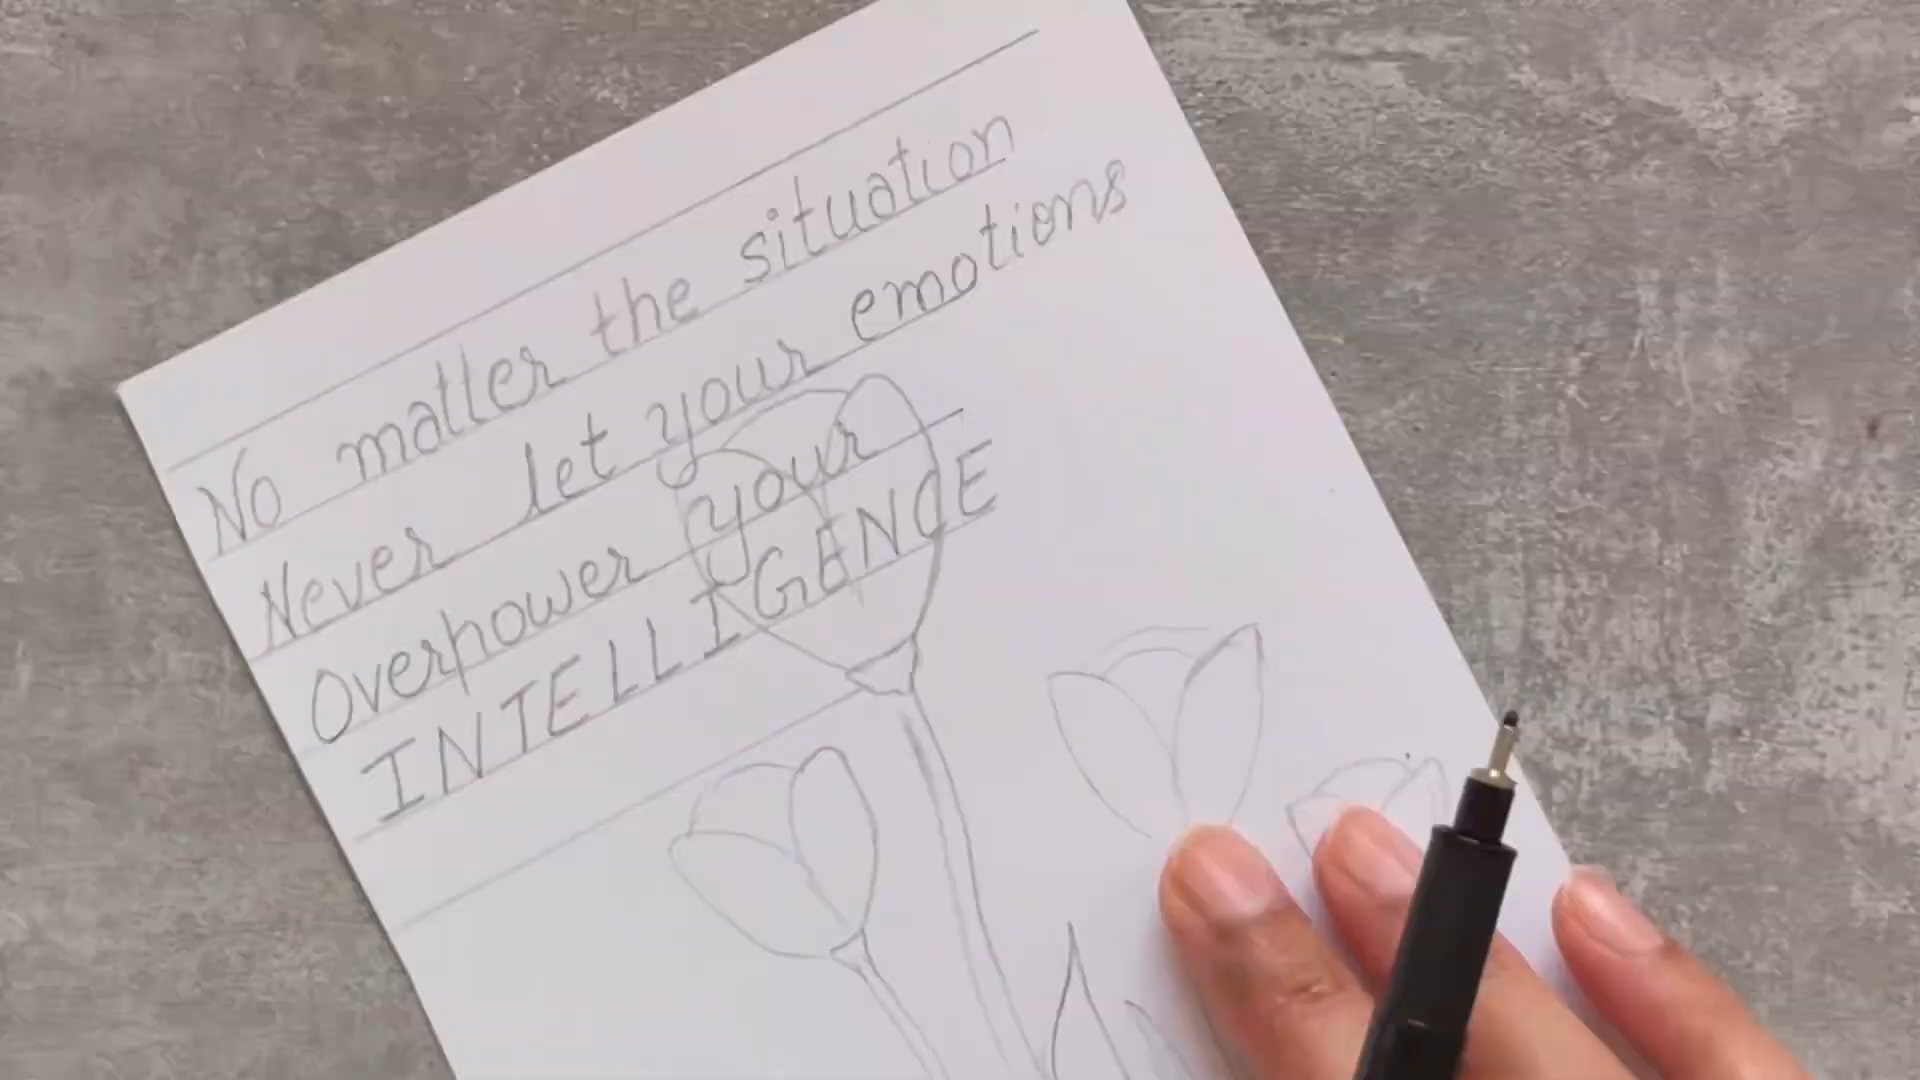 No matter the situation
Never let your emotions
Overpower your
INTELLIGENCE